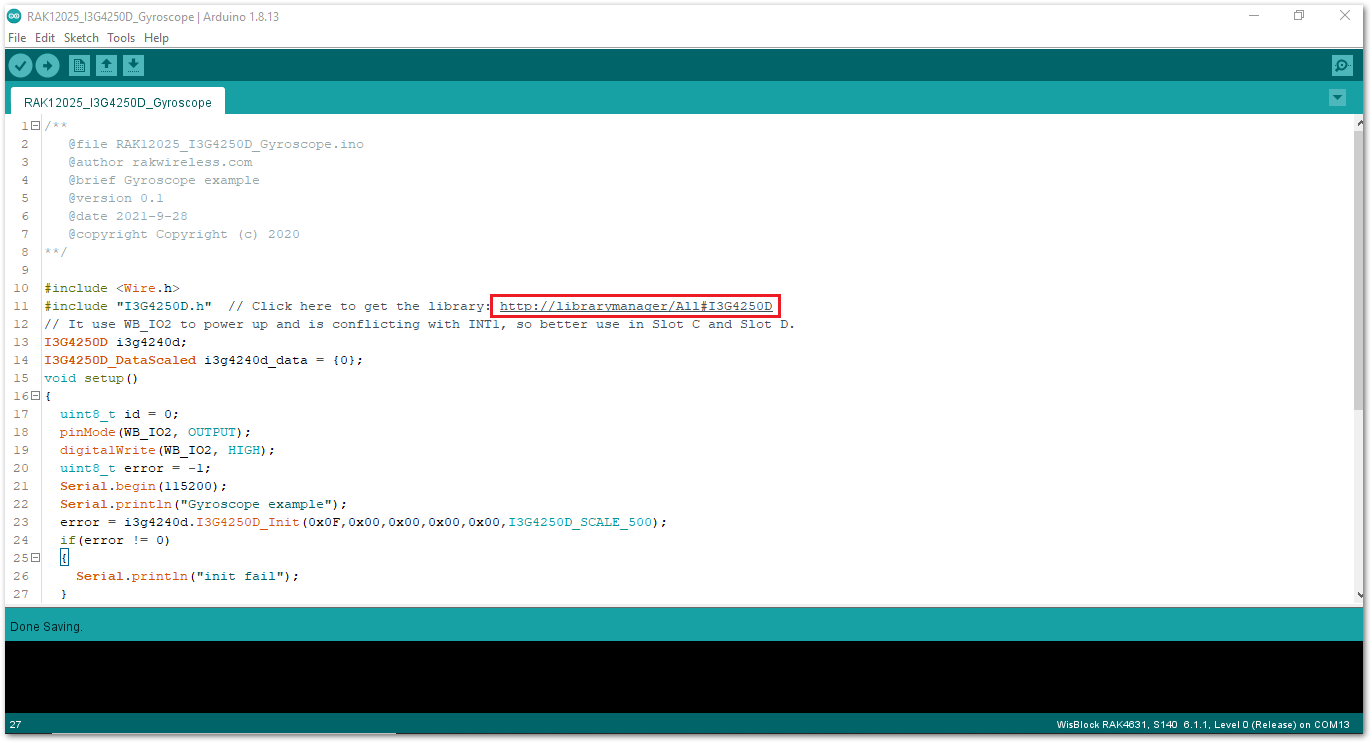 RAK12025_I3G4250D_Gyroscope | Arduino 1.8.13
File Edit Sketch Tools Help
RAK12025_I3G4250D_Gyroscope
1 /**
2 @file RAK12025_I3G4250D_Gyroscope.ino
3 @author rakwireless.com
4 @brief Gyroscope example
5 @version 0.1
6 @date 2021-9-28
7 @copyright Copyright (c) 2020
8 **/
9
10 #include <Wire.h>
11 #include "I3G4250D.h"  // Click here to get the library: http://librarymanager/All#I3G4250D
12 // It use WB_IO2 to power up and is conflicting with INT1, so better use in Slot C and Slot D.
13 I3G4250D i3g4240d;
14 I3G4250D_DataScaled i3g4240d_data = {0};
15 void setup()
16 {
17 uint8_t id = 0;
18 pinMode(WB_IO2, OUTPUT);
19 digitalWrite(WB_IO2, HIGH);
20 uint8_t error = -1;
21 Serial.begin(115200);
22 Serial.println("Gyroscope example");
23 error = i3g4240d.I3G4250D_Init(0x0F,0x00,0x00,0x00,0x00,I3G4250D_SCALE_500);
24 if(error != 0)
25 {
26 Serial.println("init fail");
27 }
Done Saving.
27 WisBlock RAK4631, S140 6.1.1, Level 0 (Release) on COM13